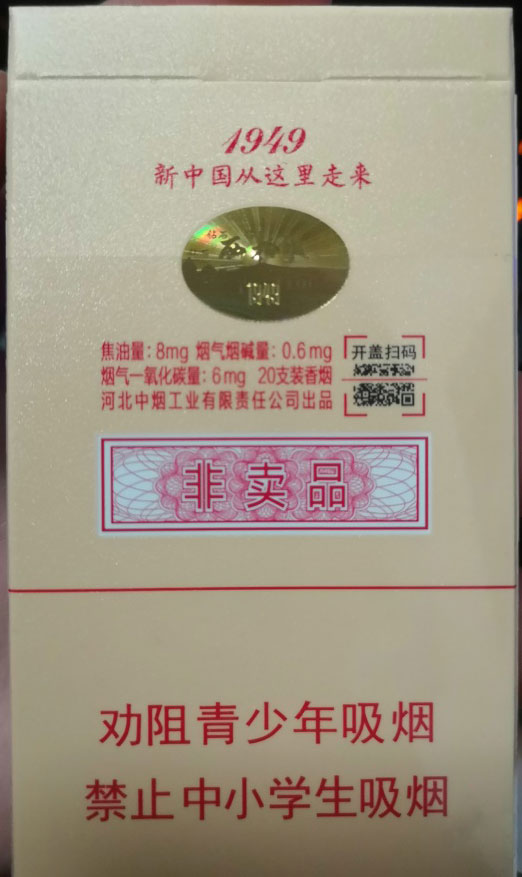 1949
新中国从这里走来
钻石
1949
焦油量：8mg 烟气烟碱量：0.6mg
烟气一氧化碳量：6mg 20支装香烟
河北中烟工业有限责任公司出品
开盖扫码
非卖品
劝阻青少年吸烟
禁止中小学生吸烟